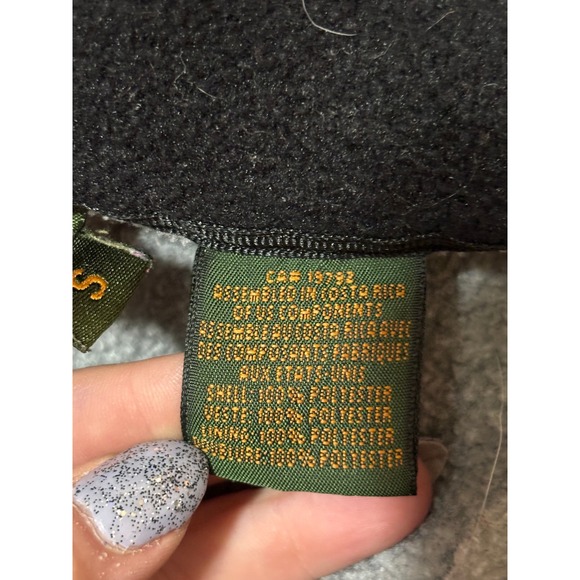 S
CA# 19783
ASSEMBLED IN COSTA RICA
OF US COMPONENTS
ASSEMBLE AU COSTA RICA AVEC
DES COMPOSANTS FABRIQUES
AUX ETATS-UNIS
SHELL: 100% POLYESTER
VESTE: 100% POLYESTER
LINING: 100% POLYESTER
DOUBLURE: 100% POLYESTER